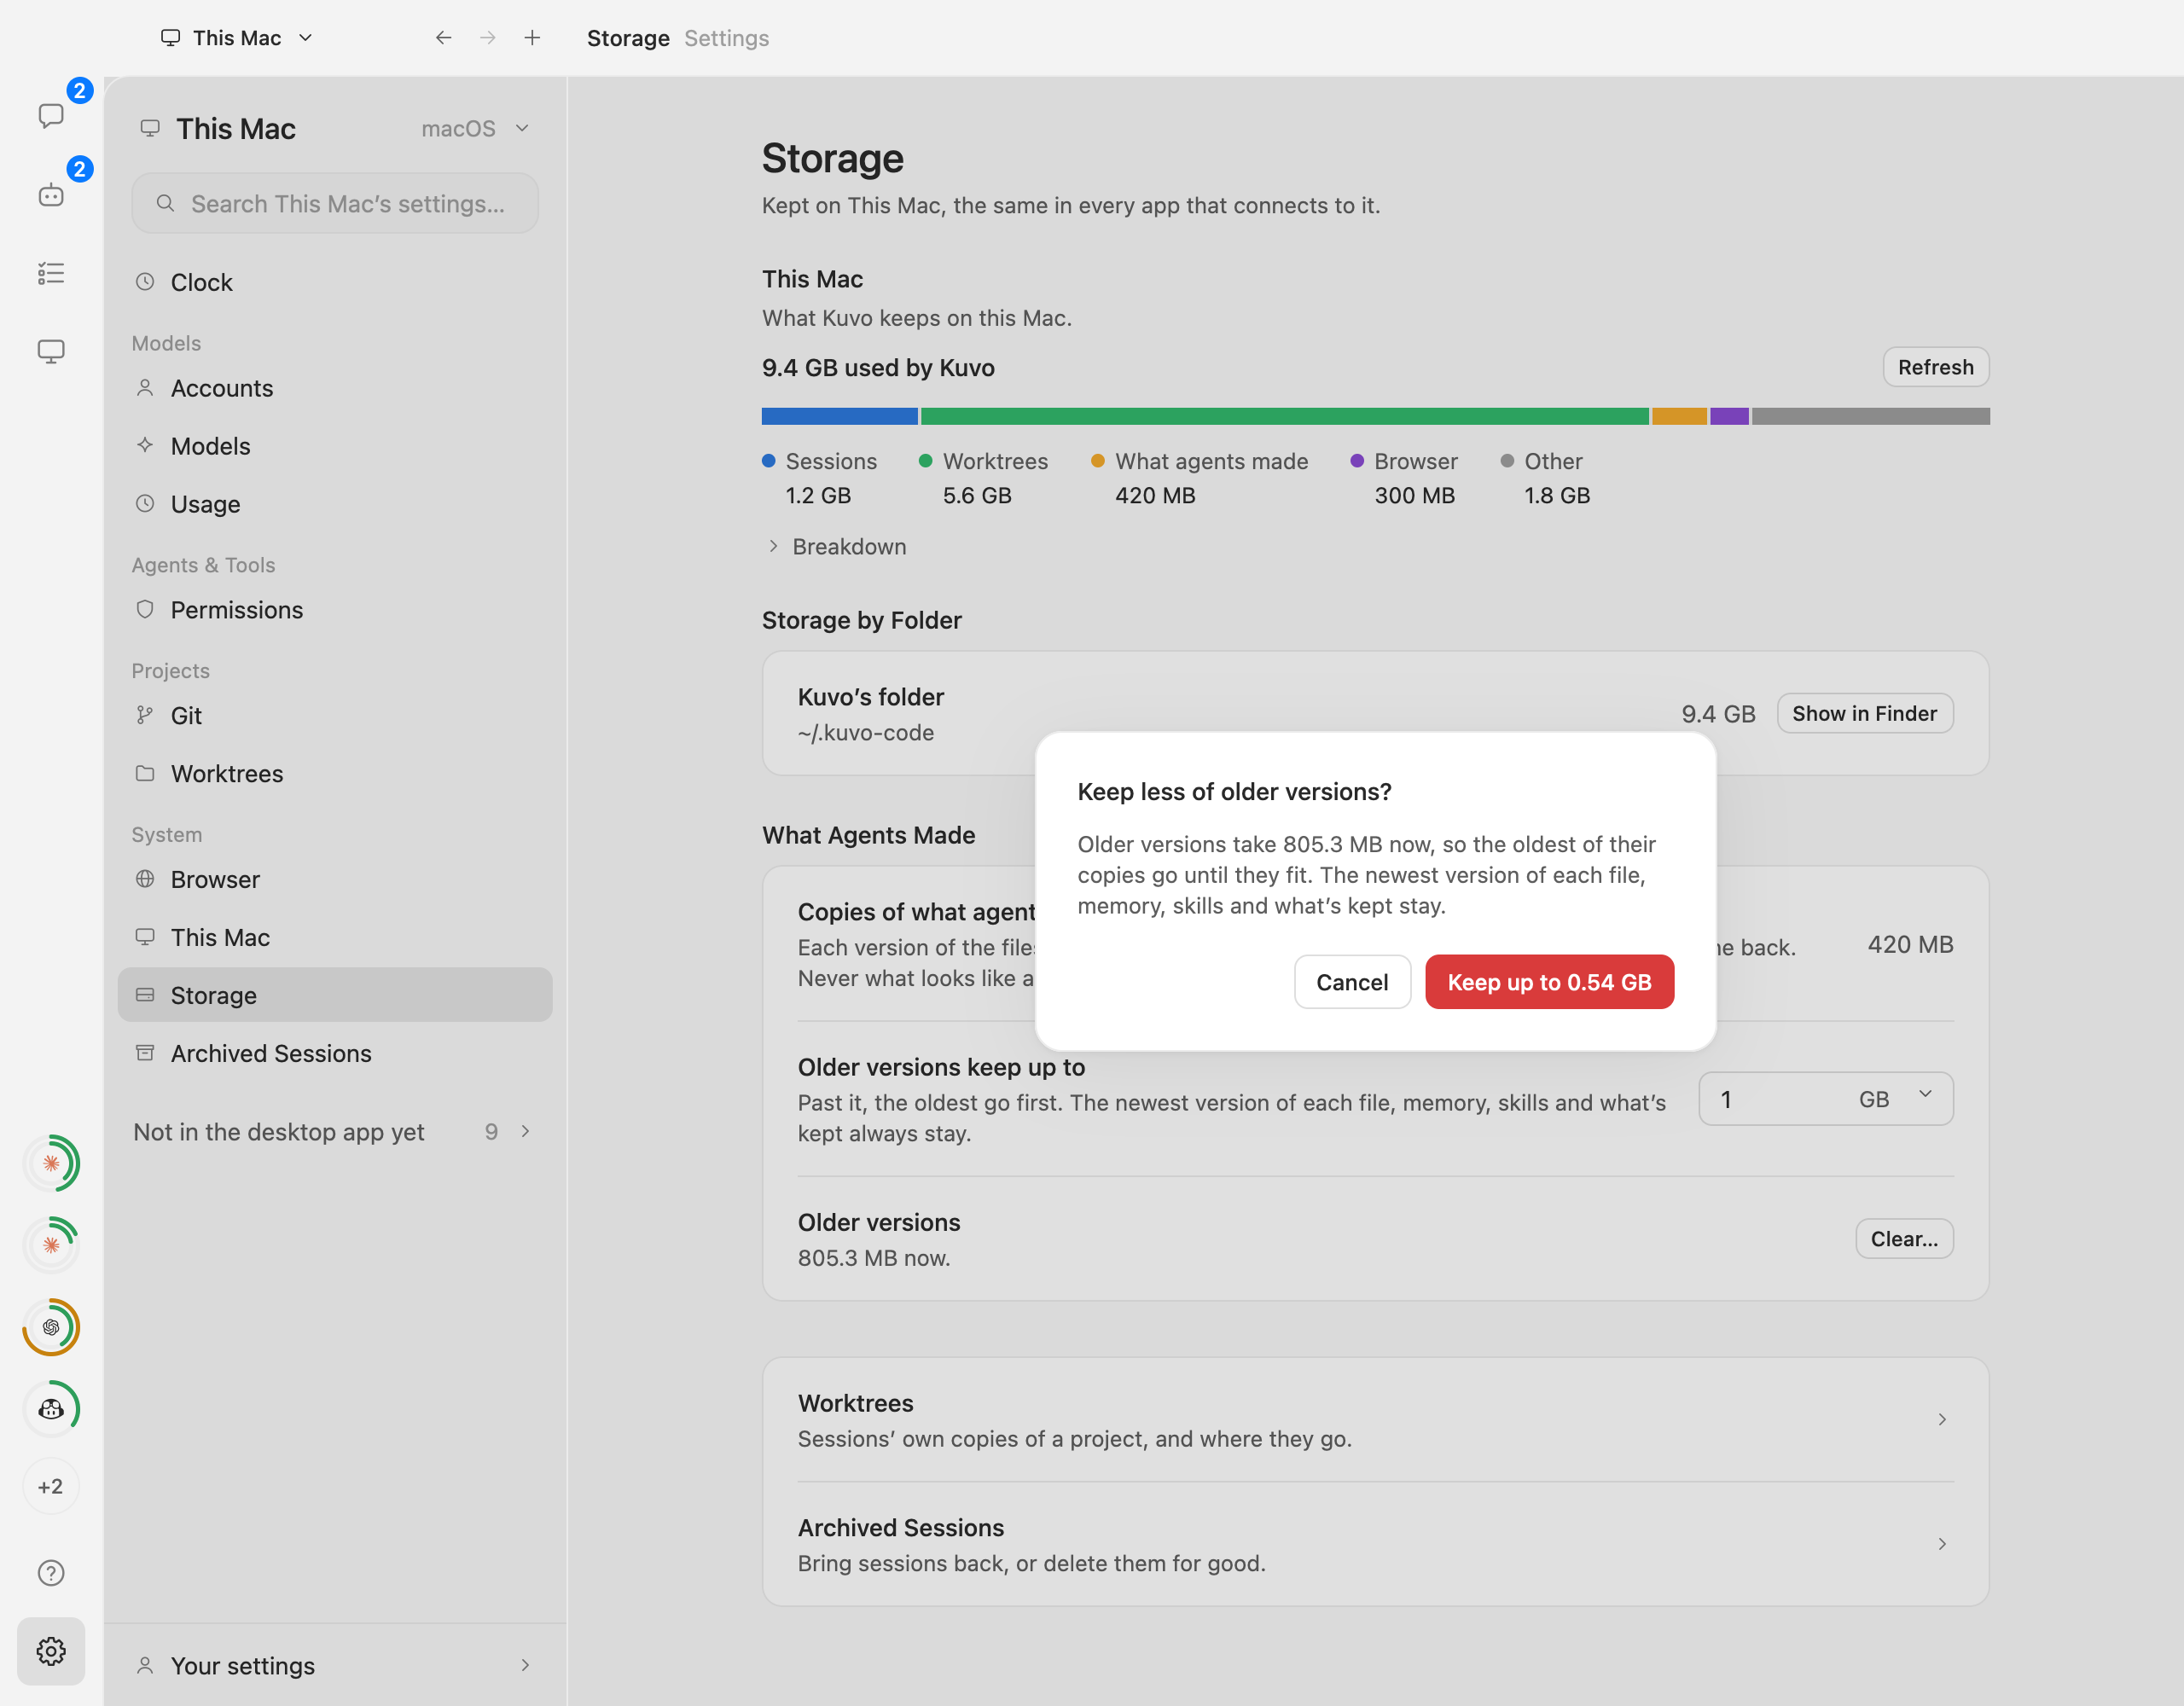 This Mac
Storage Settings
2
2
This Mac macOS
Search This Mac’s settings...
Clock
Models
Accounts
Models
Usage
Agents & Tools
Permissions
Projects
Git
Worktrees
System
Browser
This Mac
Storage
Archived Sessions
Not in the desktop app yet 9
+2
Your settings
Storage
Kept on This Mac, the same in every app that connects to it.
This Mac
What Kuvo keeps on this Mac.
9.4 GB used by Kuvo
Refresh
Sessions Worktrees What agents made Browser Other
1.2 GB 5.6 GB 420 MB 300 MB 1.8 GB
Breakdown
Storage by Folder
Kuvo’s folder
~/.kuvo-code
9.4 GB Show in Finder
What Agents Made
Copies of what agent
Each version of the file
Never what looks like a
back.
420 MB
Keep less of older versions?
Older versions take 805.3 MB now, so the oldest of their
copies go until they fit. The newest version of each file,
memory, skills and what’s kept stay.
Cancel Keep up to 0.54 GB
Older versions keep up to
Past it, the oldest go first. The newest version of each file, memory, skills and what’s
kept always stay.
1 GB
Older versions
805.3 MB now.
Clear...
Worktrees
Sessions’ own copies of a project, and where they go.
Archived Sessions
Bring sessions back, or delete them for good.